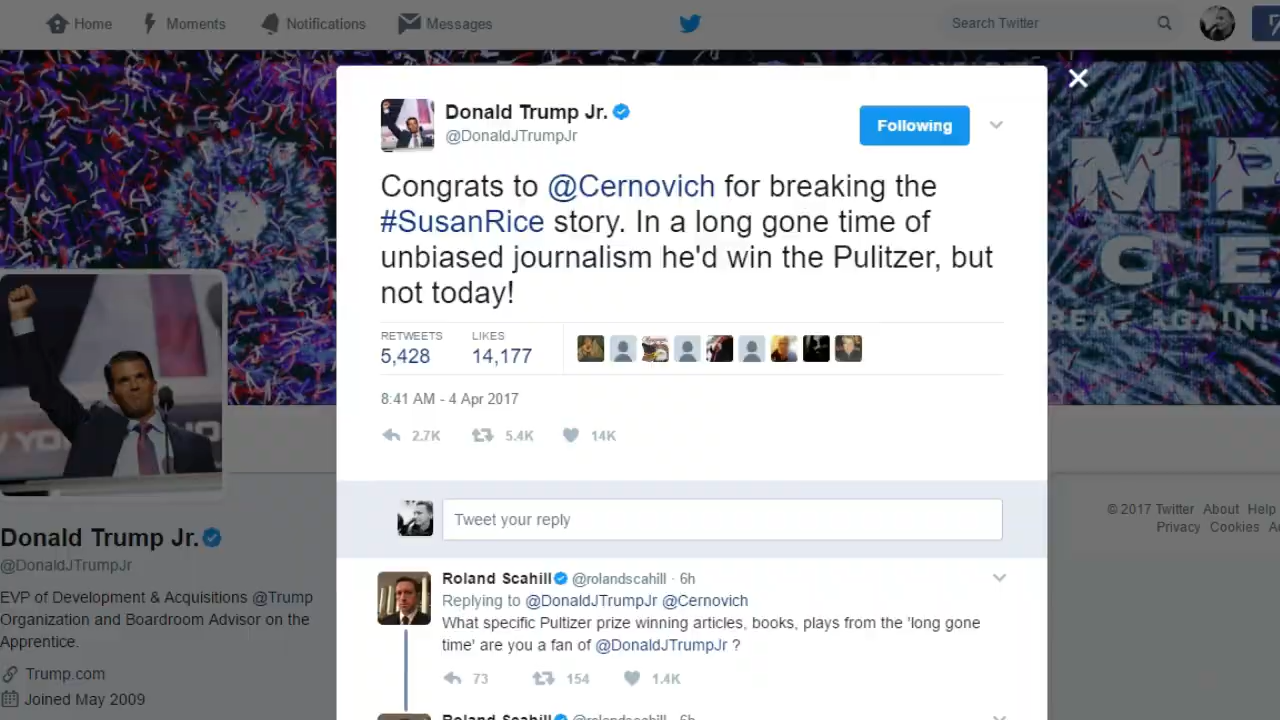 Home
Moments
Notifications
Messages
Search Twitter
Donald Trump Jr.
@DonaldJTrumpJr
Following
Congrats to @Cernovich for breaking the
#SusanRice story. In a long gone time of
unbiased journalism he'd win the Pulitzer, but
not today!
RETWEETS
5,428
LIKES
14,177
8:41 AM - 4 Apr 2017
2.7K
5.4K
14K
Tweet your reply
Roland Scahill @rolandscahill · 6h
Replying to @DonaldJTrumpJr @Cernovich
What specific Pultizer prize winning articles, books, plays from the 'long gone
time' are you a fan of @DonaldJTrumpJr ?
73
154
1.4K
Roland Scahill @rolandscahill · 6h
Donald Trump Jr.
@DonaldJTrumpJr
EVP of Development & Acquisitions @Trump
Organization and Boardroom Advisor on the
Apprentice.
Trump.com
Joined May 2009
MP
CE
REAT AGAIN!
© 2017 Twitter About Help
Privacy Cookies